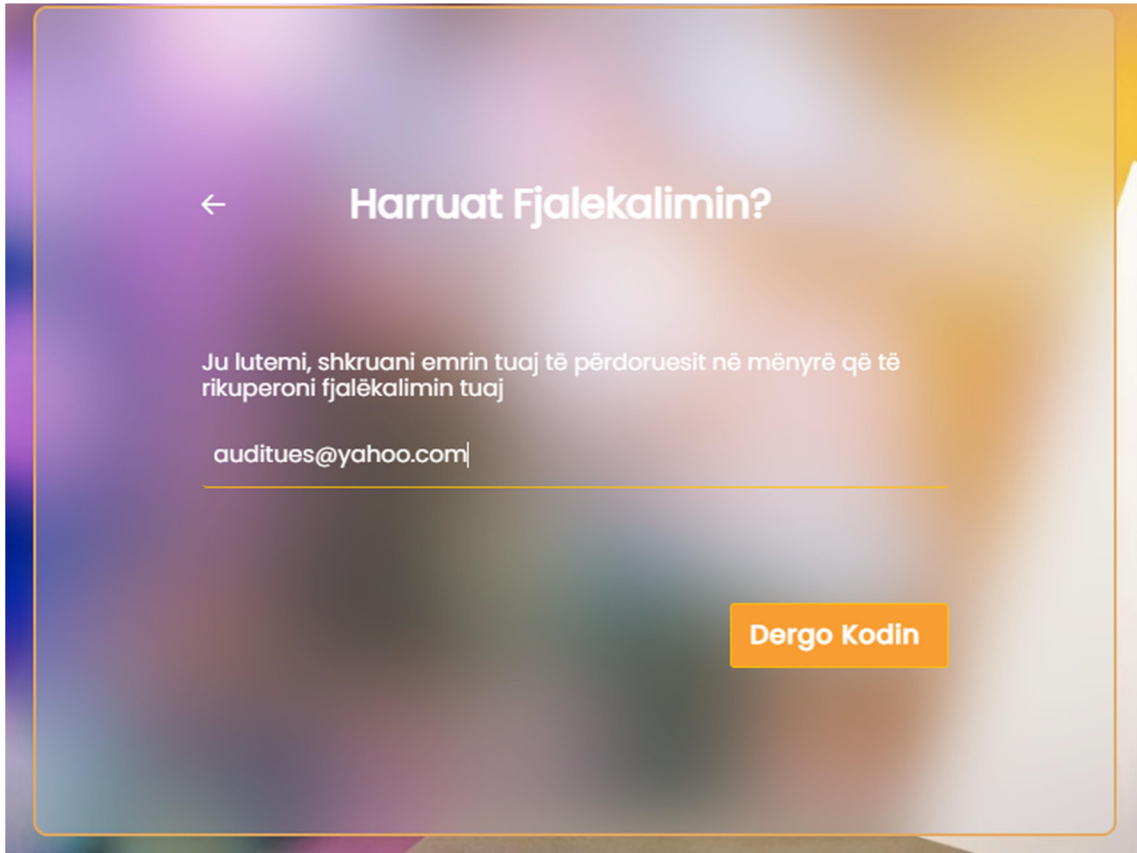 Harruat Fjalekalimin?
Ju lutemi, shkruani emrin tuaj të përdoruesit në mënyrë që të
rikuperoni fjalëkalimin tuaj
auditues@yahoo.com
Dergo Kodin